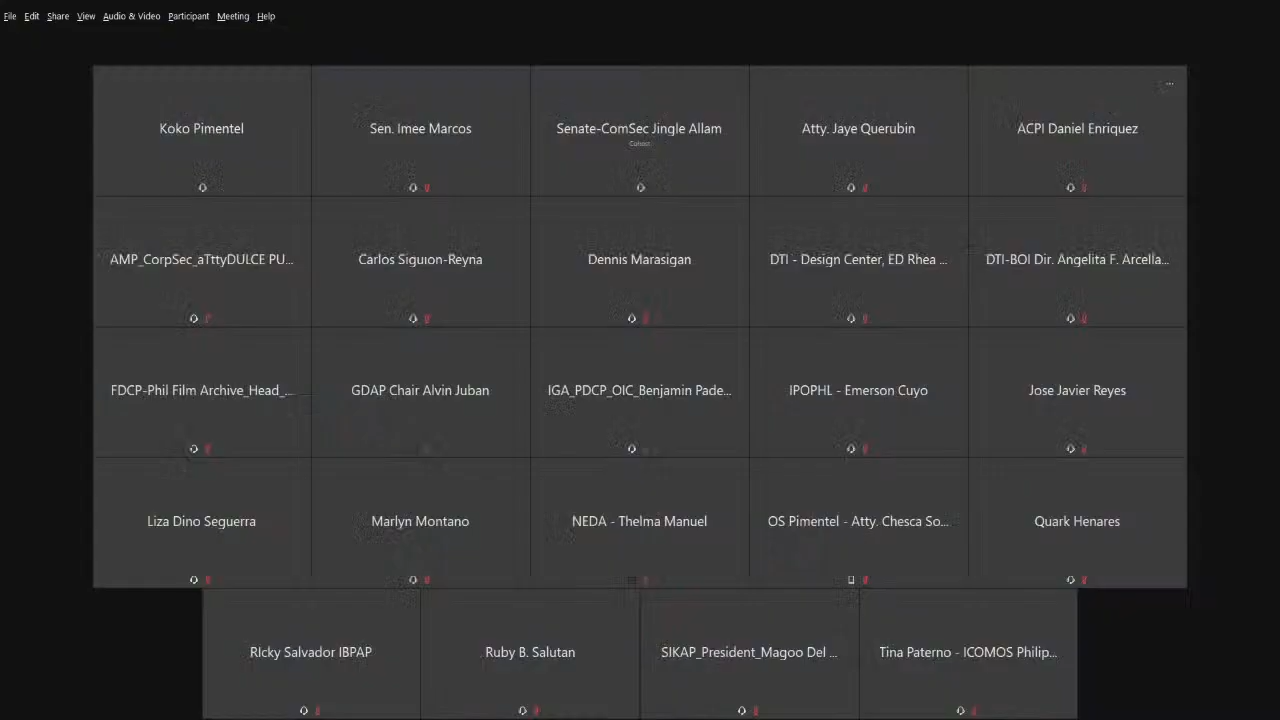 File Edit Share View Audio & Video Participant Meeting Help
Koko Pimentel
Sen. Imee Marcos
Senate-ComSec Jingle Allam
Cohost
Atty. Jaye Querubin
ACPI Daniel Enriquez
AMP_CorpSec_aTttyDULCE PU...
Carlos Siguion-Reyna
Dennis Marasigan
DTI - Design Center, ED Rhea ...
DTI-BOI Dir. Angelita F. Arcella...
FDCP-Phil Film Archive_Head_...
GDAP Chair Alvin Juban
IGA_PDCP_OIC_Benjamin Pade...
IPOPHL - Emerson Cuyo
Jose Javier Reyes
Liza Dino Seguerra
Marlyn Montano
NEDA - Thelma Manuel
OS Pimentel - Atty. Chesca So...
Quark Henares
RIcky Salvador IBPAP
Ruby B. Salutan
SIKAP_President_Magoo Del ...
Tina Paterno - ICOMOS Philip...